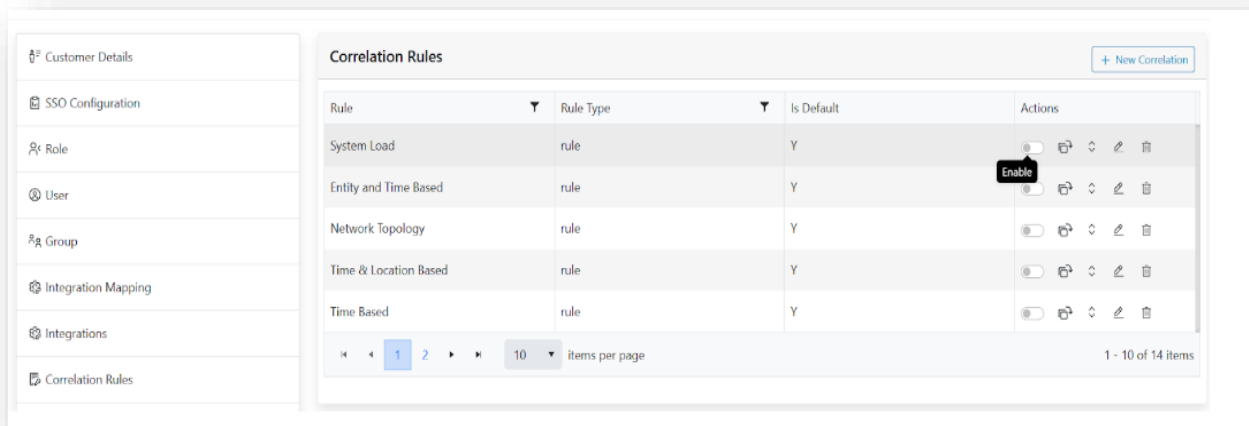 Customer Details
SSO Configuration
Role
User
Group
Integration Mapping
Integrations
Correlation Rules
Correlation Rules
+ New Correlation
Rule Rule Type Is Default Actions
System Load rule Y
Enable
Entity and Time Based rule Y
Network Topology rule Y
Time & Location Based rule Y
Time Based rule Y
1 2 10 items per page 1 - 10 of 14 items